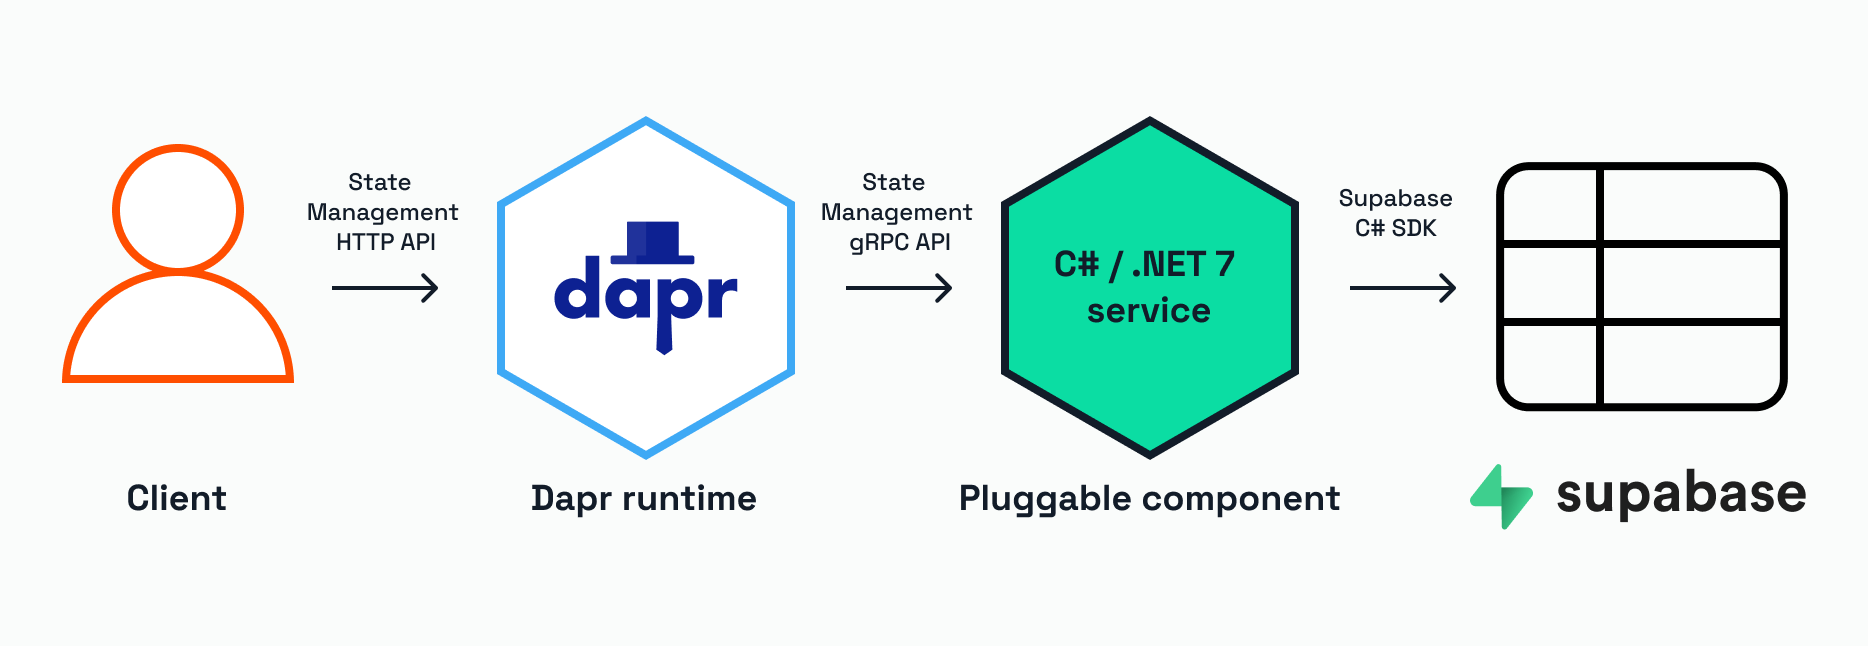 State
Management
HTTP API
State
Management
gRPC API
Supabase
C# SDK
dapr
C# / .NET 7
service
Client
Dapr runtime
Pluggable component
supabase